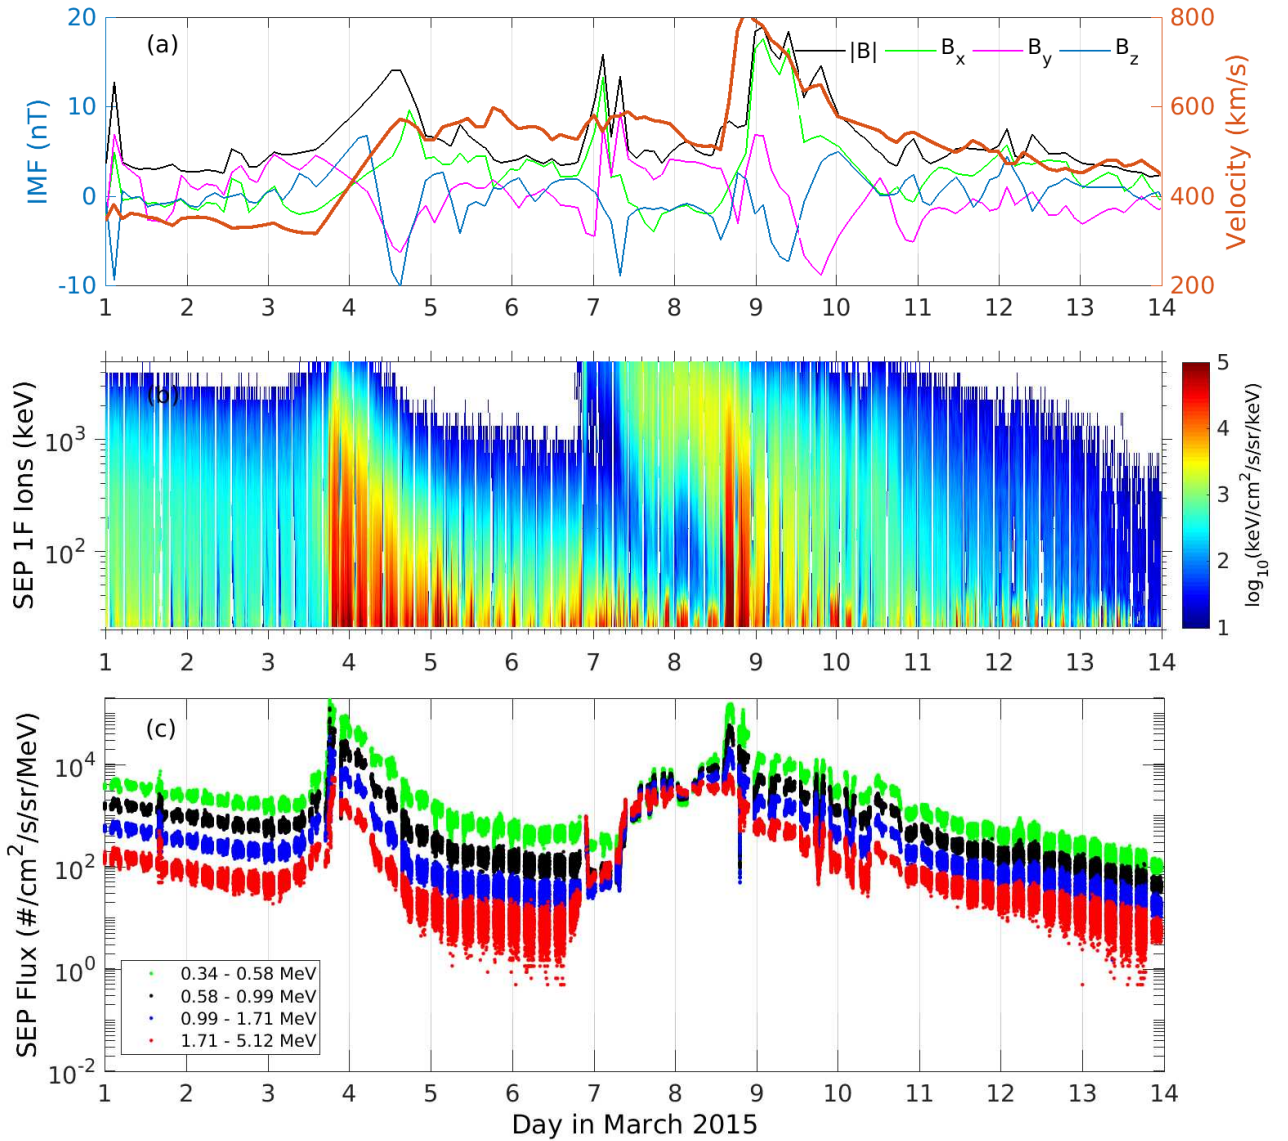 20
10
0
-10
IMF (nT)
(a)
|B| B_x B_y B_z
800
600
400
200
Velocity (km/s)
1 2 3 4 5 6 7 8 9 10 11 12 13 14
SEP 1F Ions (keV)
10^3
10^2
(b)
5
4
3
2
1
log_10(keV/cm^2/s/sr/keV)
1 2 3 4 5 6 7 8 9 10 11 12 13 14
SEP Flux (#/cm^2/s/sr/MeV)
10^4
10^2
10^0
10^-2
(c)
0.34 - 0.58 MeV
0.58 - 0.99 MeV
0.99 - 1.71 MeV
1.71 - 5.12 MeV
1 2 3 4 5 6 7 8 9 10 11 12 13 14
Day in March 2015